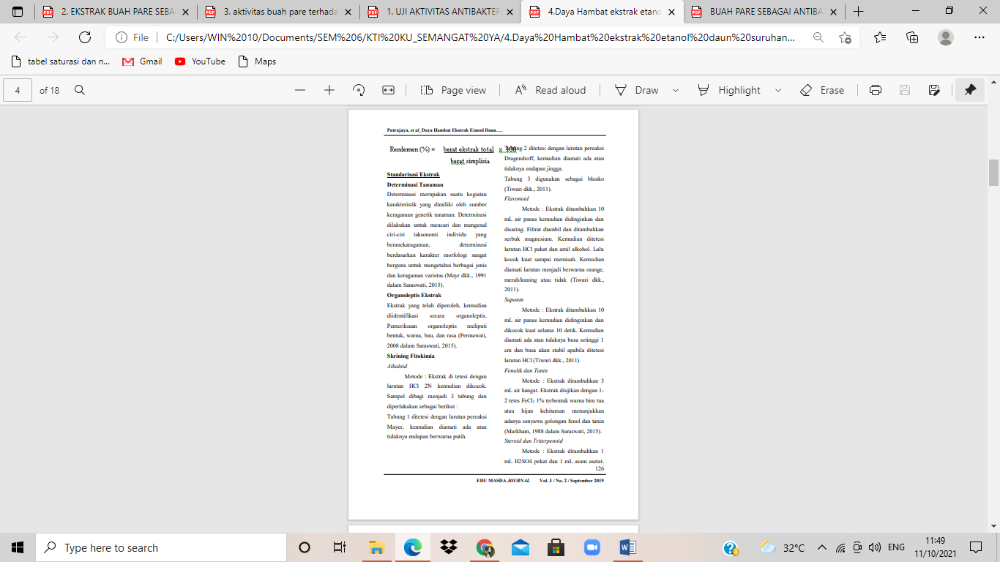 2. EKSTRAK BUAH PARE SEBA
3. aktivitas buah pare terhada
1. UJI AKTIVITAS ANTIBAKTER
4.Daya Hambat ekstrak etano
BUAH PARE SEBAGAI ANTIBA
File
C:/Users/WIN%2010/Documents/SEM%206/KTI%20KU_SEMANGAT%20YA/4.Daya%20Hambat%20ekstrak%20etanol%20daun%20suruhan...
tabel saturasi dan n...
Gmail
YouTube
Maps
4 of 18
Page view
Read aloud
Draw
Highlight
Erase
Putrajaya, et al_Daya Hambat Ekstrak Etanol Daun….
Rendemen (%) = berat ekstrak total x 100
berat simplisia
Standarisasi Ekstrak
Determinasi Tanaman
Determinasi merupakan suatu kegiatan
karakteristik yang dimiliki oleh sumber
keragaman genetik tanaman. Determinasi
dilakukan untuk mencari dan mengenal
ciri-ciri taksonomi individu yang
beranekaragaman, determinasi
berdasarkan karakter morfologi sangat
berguna untuk mengetahui berbagai jenis
dan keragaman varietas (Mayr dkk., 1991
dalam Saraswati, 2015).
Organoleptis Ekstrak
Ekstrak yang telah diperoleh, kemudian
diidentifikasi secara organoleptis.
Pemeriksaan organoleptis meliputi
bentuk, warna, bau, dan rasa (Permawati,
2008 dalam Saraswati, 2015).
Skrining Fitokimia
Alkaloid
Metode : Ekstrak di tetesi dengan
larutan HCl 2N kemudian dikocok.
Sampel dibagi menjadi 3 tabung dan
diperlakukan sebagai berikut :
Tabung 1 ditetesi dengan larutan pereaksi
Mayer, kemudian diamati ada atau
tidaknya endapan berwarna putih.
Tabung 2 ditetesi dengan larutan pereaksi
Dragendroff, kemudian diamati ada atau
tidaknya endapan jingga.
Tabung 3 digunakan sebagai blanko
(Tiwari dkk., 2011).
Flavonoid
Metode : Ekstrak ditambahkan 10
mL air panas kemudian didinginkan dan
disaring. Filtrat diambil dan ditambahkan
serbuk magnesium. Kemudian ditetesi
larutan HCl pekat dan amil alkohol. Lalu
kocok kuat sampai memisah. Kemudian
diamati larutan menjadi berwarna orange,
merah/kuning atau tidak (Tiwari dkk.,
2011).
Saponin
Metode : Ekstrak ditambahkan 10
mL air panas kemudian didinginkan dan
dikocok kuat selama 10 detik. Kemudian
diamati ada atau tidaknya busa setinggi 1
cm dan busa akan stabil apabila ditetesi
larutan HCl (Tiwari dkk., 2011).
Fenolik dan Tanin
Metode : Ekstrak ditambahkan 3
mL air hangat. Ekstrak diujikan dengan 1-
2 tetes FeCl₃ 1% terbentuk warna biru tua
atau hijau kehitaman menunjukkan
adanya senyawa golongan fenol dan tanin
(Markham, 1988 dalam Saraswati, 2015).
Steroid dan Triterpenoid
Metode : Ekstrak ditambahkan 1
mL H2SO4 pekat dan 1 mL asam asetat.
126
EDU MASDA JOURNAL Vol. 3 / No. 2 / September 2019
Type here to search
32°C
ENG
11:49
11/10/2021